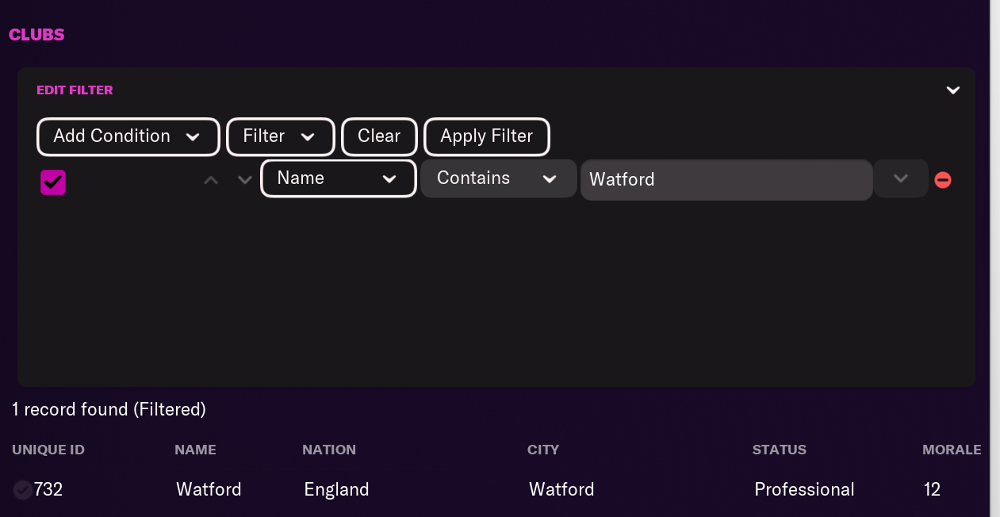 CLUBS
EDIT FILTER
Add Condition Filter Clear Apply Filter
Name Contains Watford
1 record found (Filtered)
UNIQUE ID NAME NATION CITY STATUS MORALE
732 Watford England Watford Professional 12